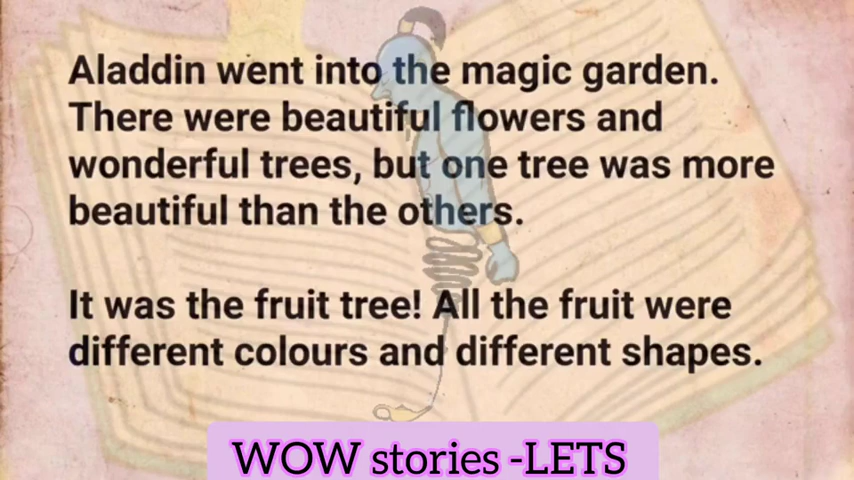 Aladdin went into the magic garden.
There were beautiful flowers and
wonderful trees, but one tree was more
beautiful than the others.
It was the fruit tree! All the fruit were
different colours and different shapes.
WOW stories -LETS